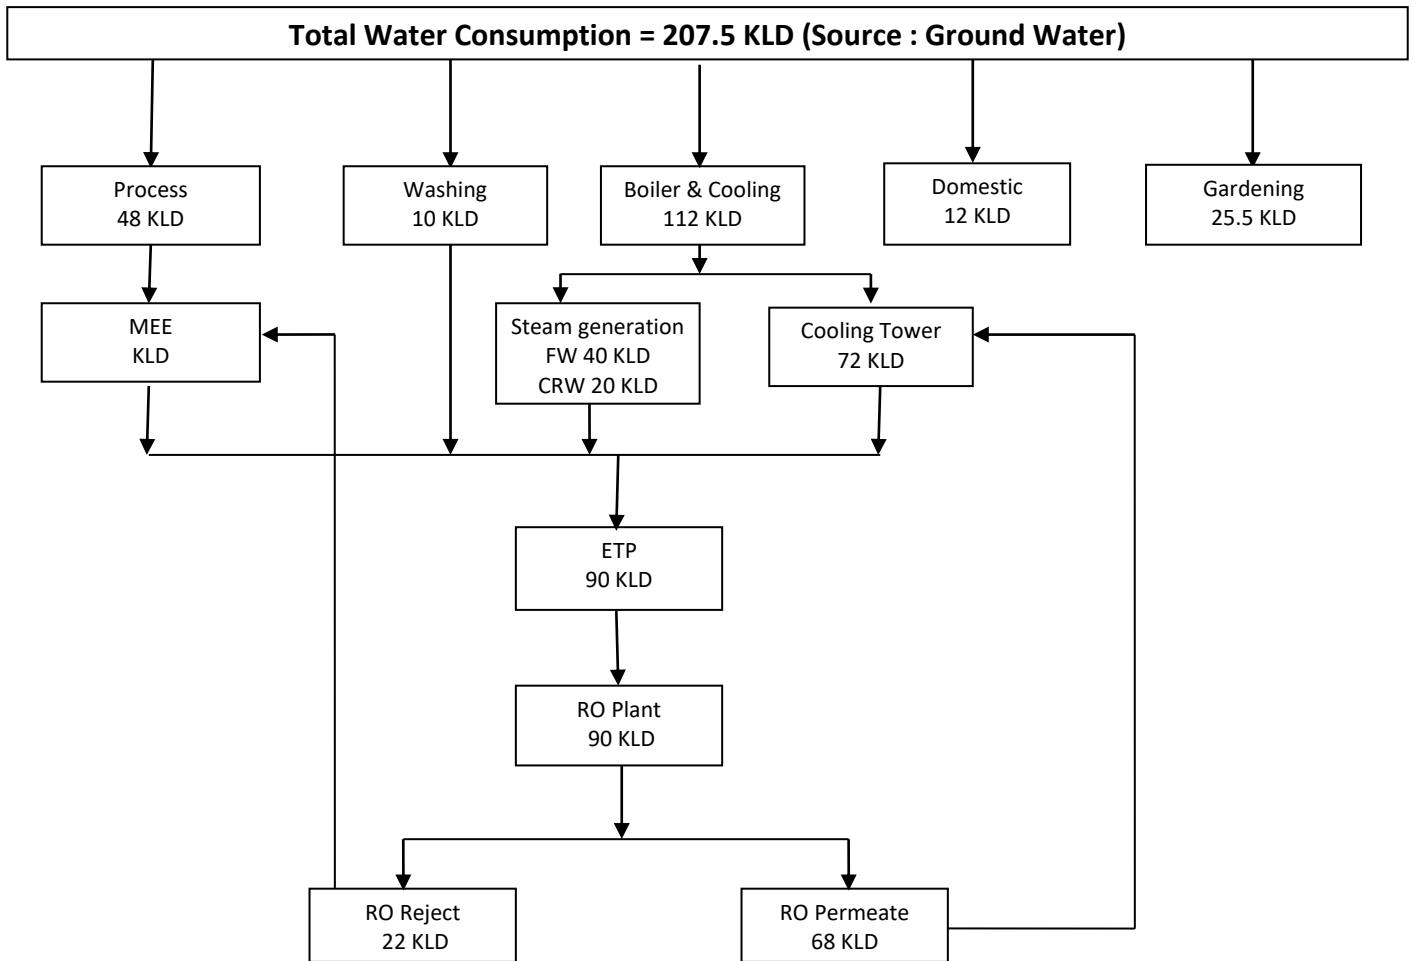 Total Water Consumption = 207.5 KLD (Source : Ground Water)
Process
48 KLD
Washing
10 KLD
Boiler & Cooling
112 KLD
Domestic
12 KLD
Gardening
25.5 KLD
MEE
KLD
Steam generation
FW 40 KLD
CRW 20 KLD
Cooling Tower
72 KLD
ETP
90 KLD
RO Plant
90 KLD
RO Reject
22 KLD
RO Permeate
68 KLD